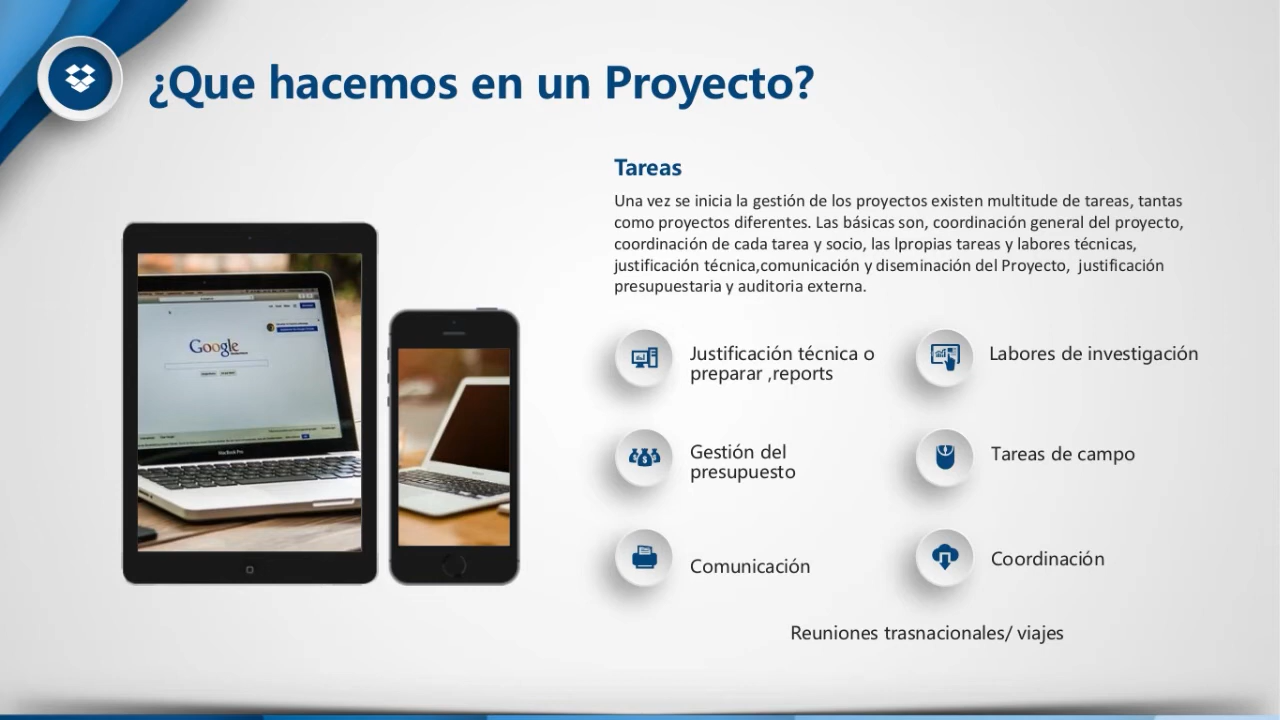 ¿Que hacemos en un Proyecto?
Tareas
Una vez se inicia la gestión de los proyectos existen multitude de tareas, tantas
como proyectos diferentes. Las básicas son, coordinación general del proyecto,
coordinación de cada tarea y socio, las lpropias tareas y labores técnicas,
justificación técnica,comunicación y diseminación del Proyecto, justificación
presupuestaria y auditoria externa.
Justificación técnica o
preparar ,reports
Labores de investigación
Gestión del
presupuesto
Tareas de campo
Comunicación
Coordinación
Reuniones trasnacionales/ viajes
Google
MacBook Pro